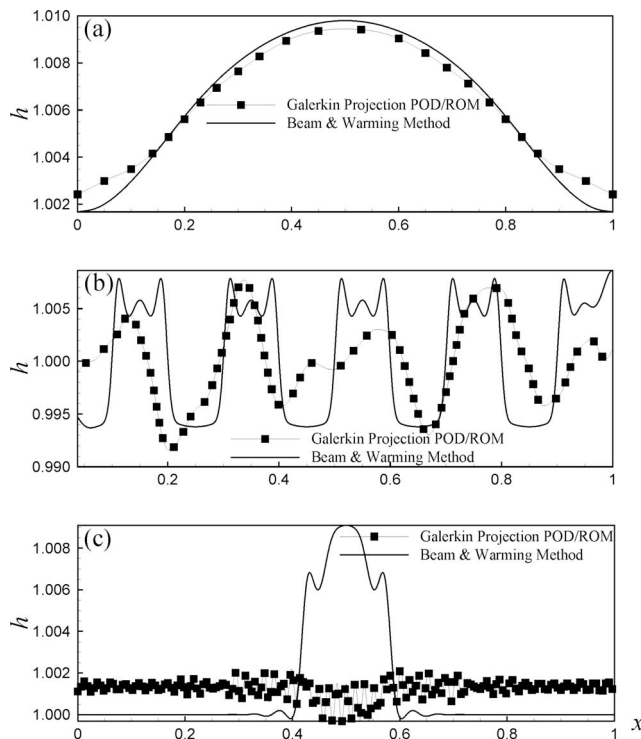 (a)
1.010
1.008
1.006
1.004
1.002
h
Galerkin Projection POD/ROM
Beam & Warming Method
0 0.2 0.4 0.6 0.8 1
(b)
1.005
1.000
0.995
0.990
h
Galerkin Projection POD/ROM
Beam & Warming Method
0.2 0.4 0.6 0.8 1
(c)
1.008
1.006
1.004
1.002
1.000
h
Galerkin Projection POD/ROM
Beam & Warming Method
0 0.2 0.4 0.6 0.8 1 x